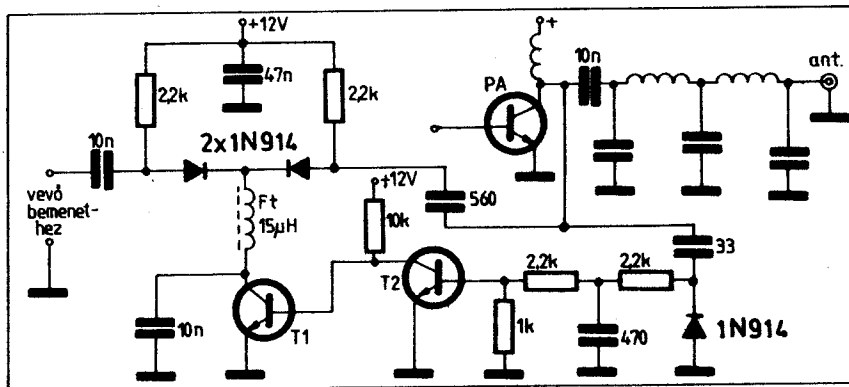 +12V
+
10n
ant.
2,2k
47n
2,2k
PA
10n
2x1N914
vevő
bemenet-
hez
Ft
15µH
+12V
10k
560
33
T2
2,2k
2,2k
10n
T1
1k
470
1N914